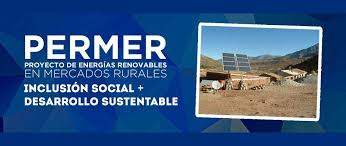 PERMER
PROYECTO DE ENERGÍAS RENOVABLES
EN MERCADOS RURALES
INCLUSIÓN SOCIAL +
DESARROLLO SUSTENTABLE